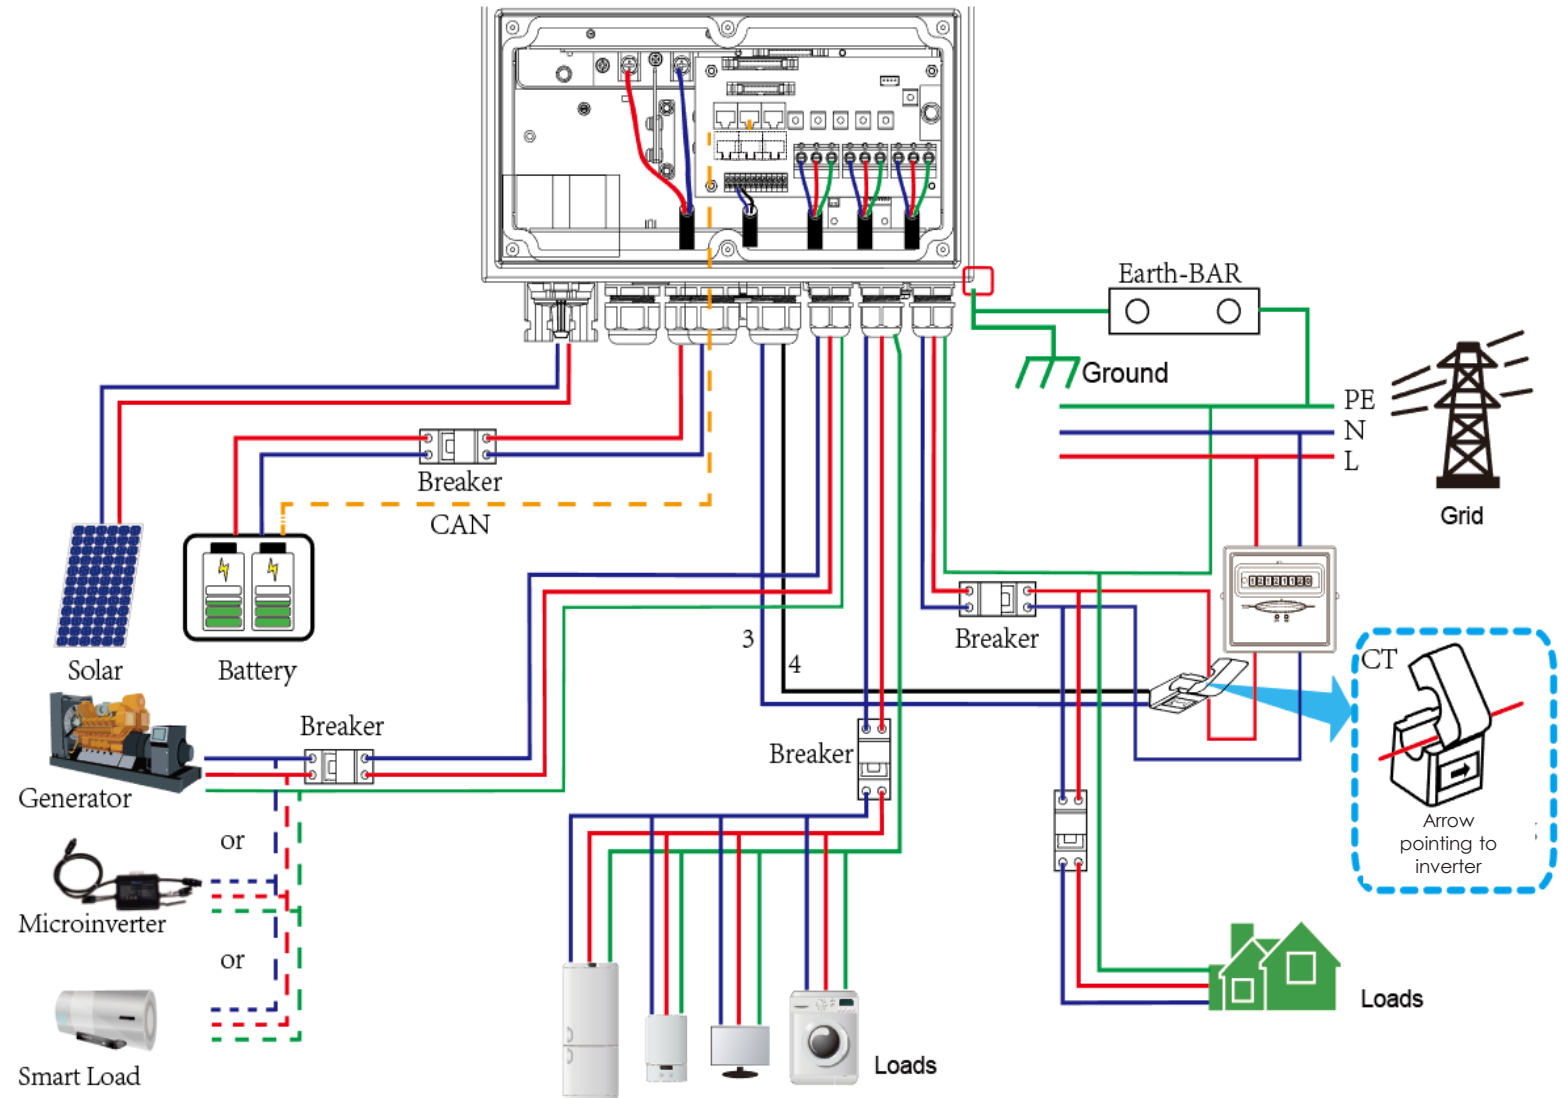 Earth-BAR
Ground
PE
N
L
Grid
Breaker
CAN
Solar
Battery
3
4
Breaker
CT
Breaker
Breaker
Generator
or
Microinverter
or
Smart Load
Arrow
pointing to
inverter
Loads
Loads